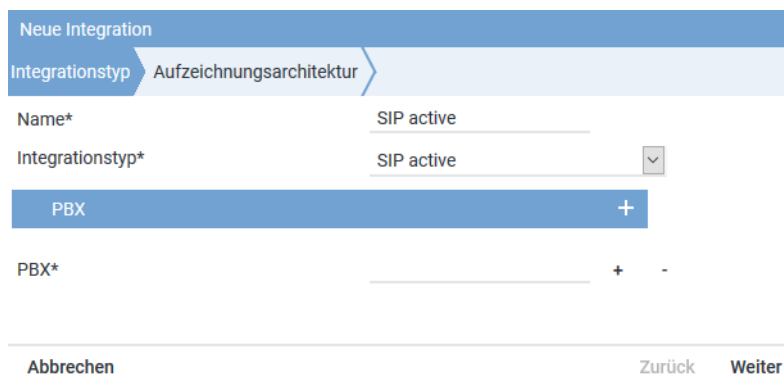 Neue Integration
Integrationstyp Aufzeichnungsarchitektur
Name* SIP active
Integrationstyp* SIP active
PBX +
PBX* + -
Abbrechen Zurück Weiter